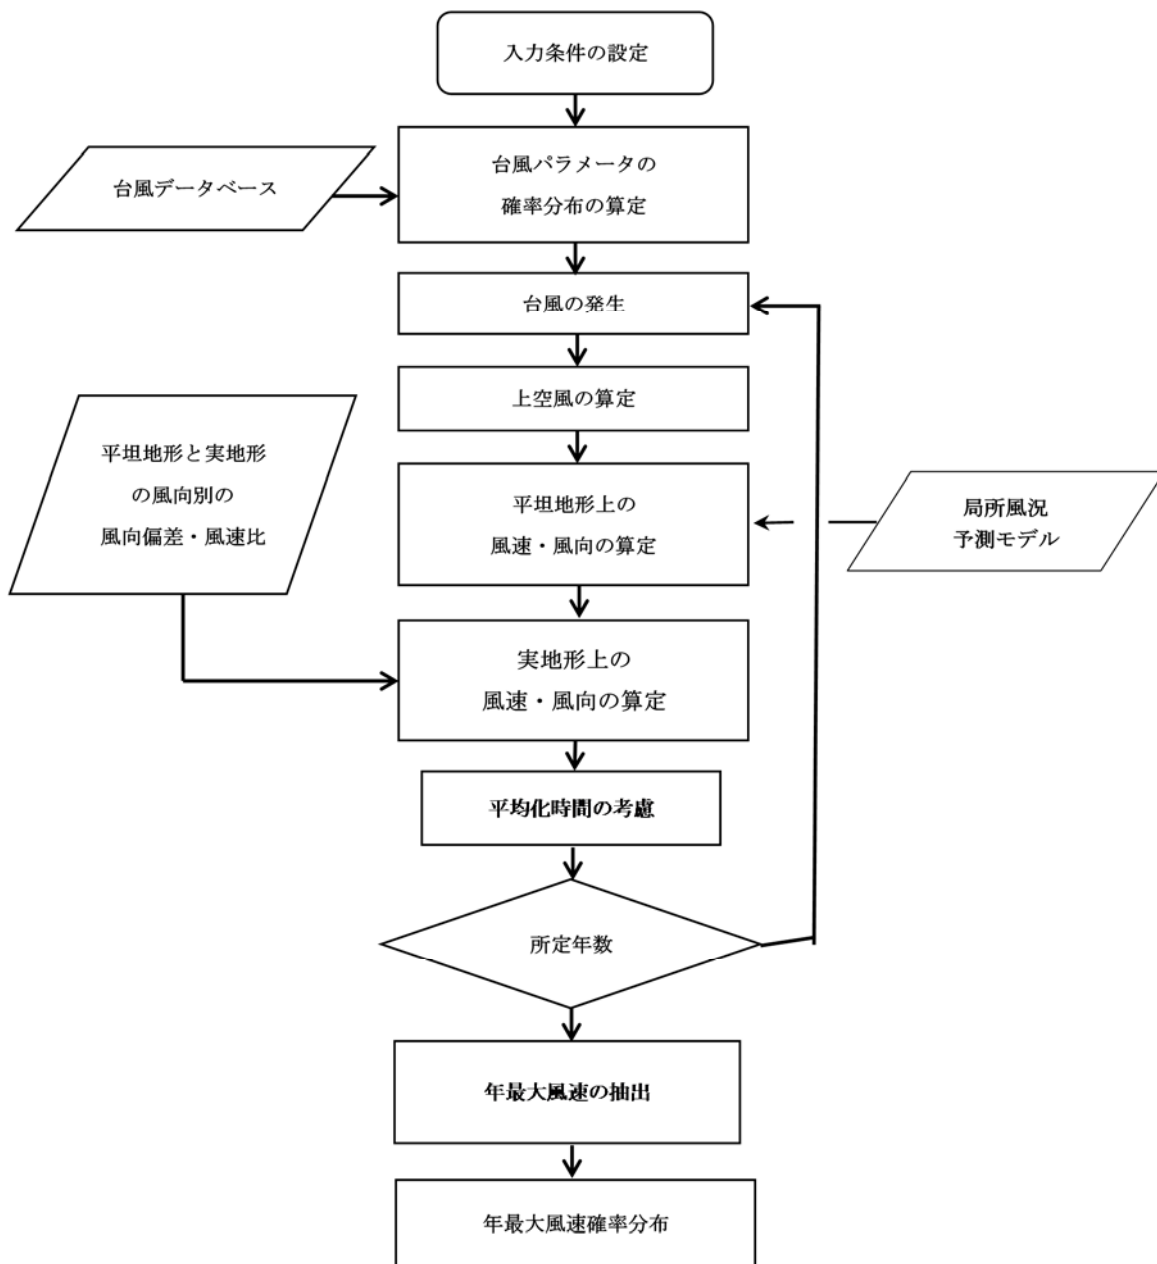 入力条件の設定
台風パラメータの
確率分布の算定
台風データベース
台風の発生
上空風の算定
平坦地形と実地形
の風向別の
風向偏差・風速比
平坦地形上の
風速・風向の算定
局所風況
予測モデル
実地形上の
風速・風向の算定
平均化時間の考慮
所定年数
年最大風速の抽出
年最大風速確率分布